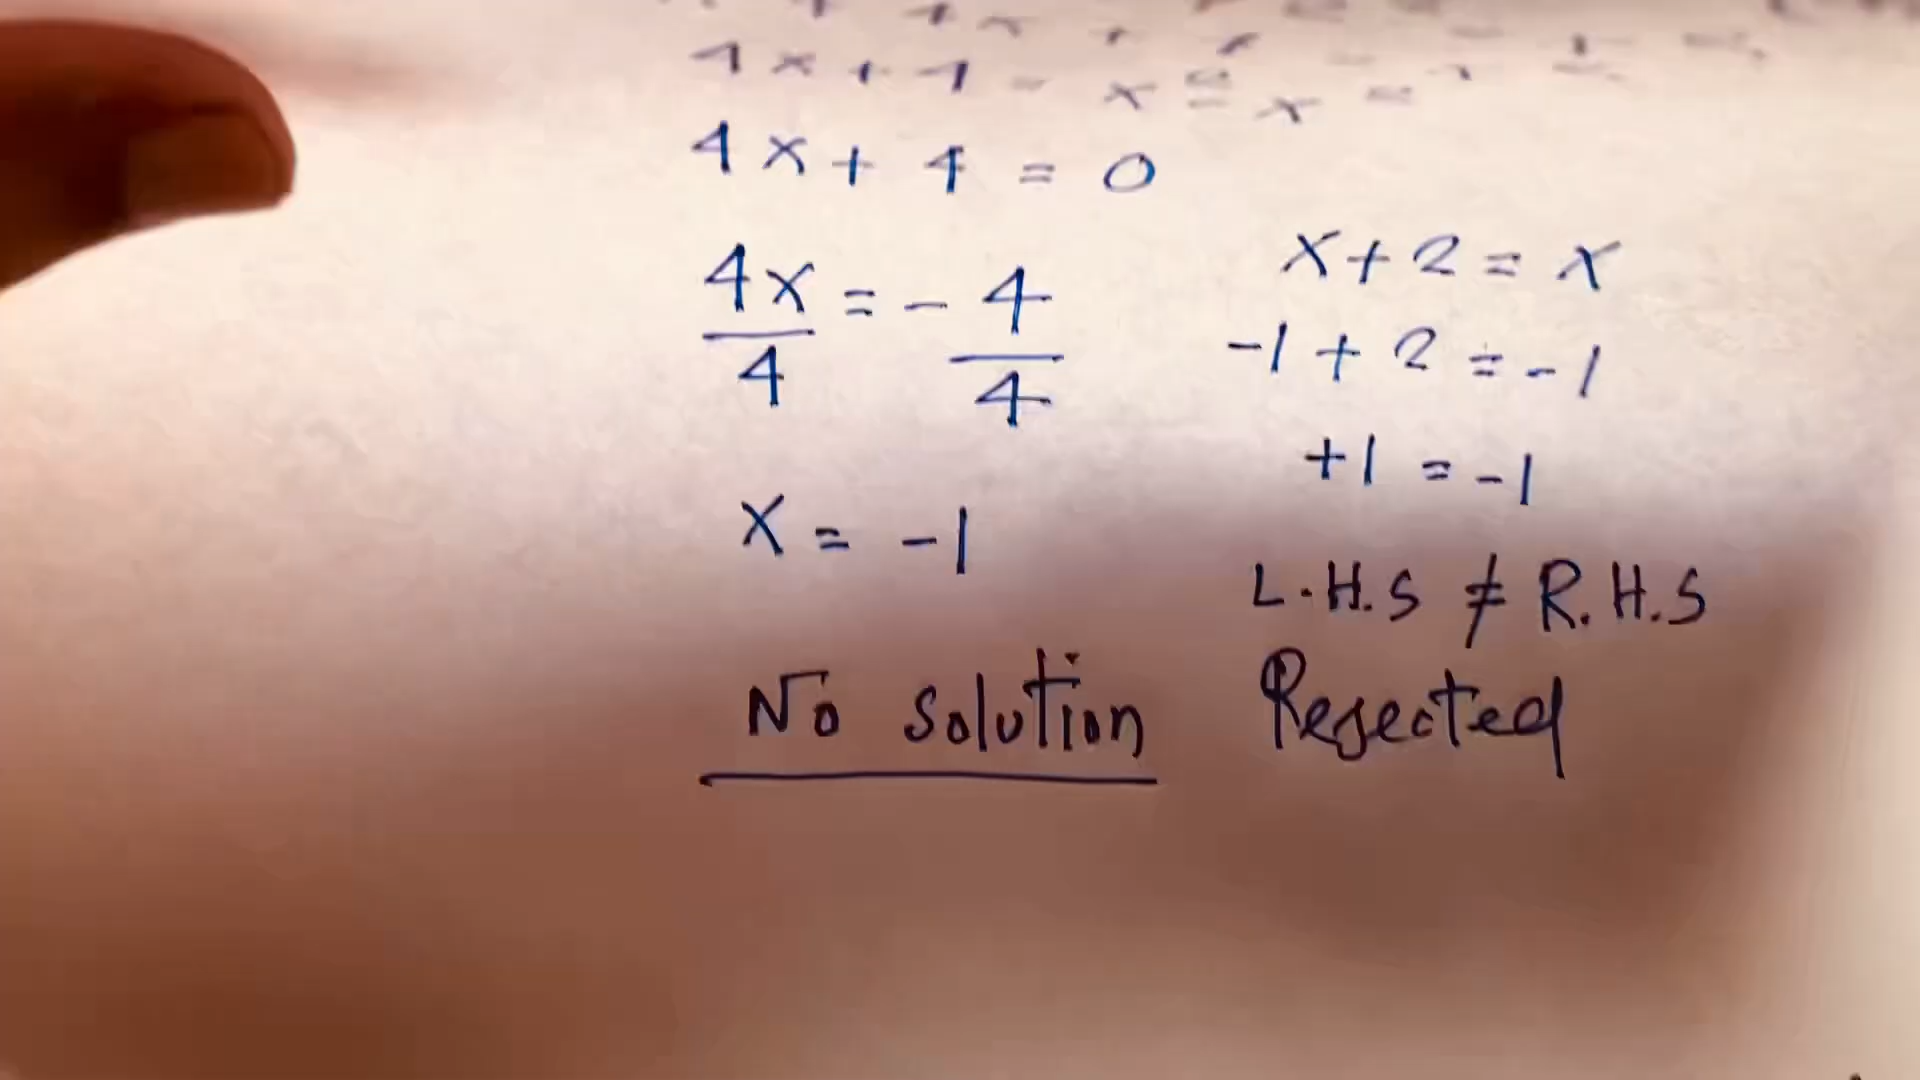 4x + 4 = 0
4x/4 = - 4/4
x = -1
No solution
x + 2 = x
-1 + 2 = -1
+1 = -1
L.H.S ≠ R.H.S
Rejected